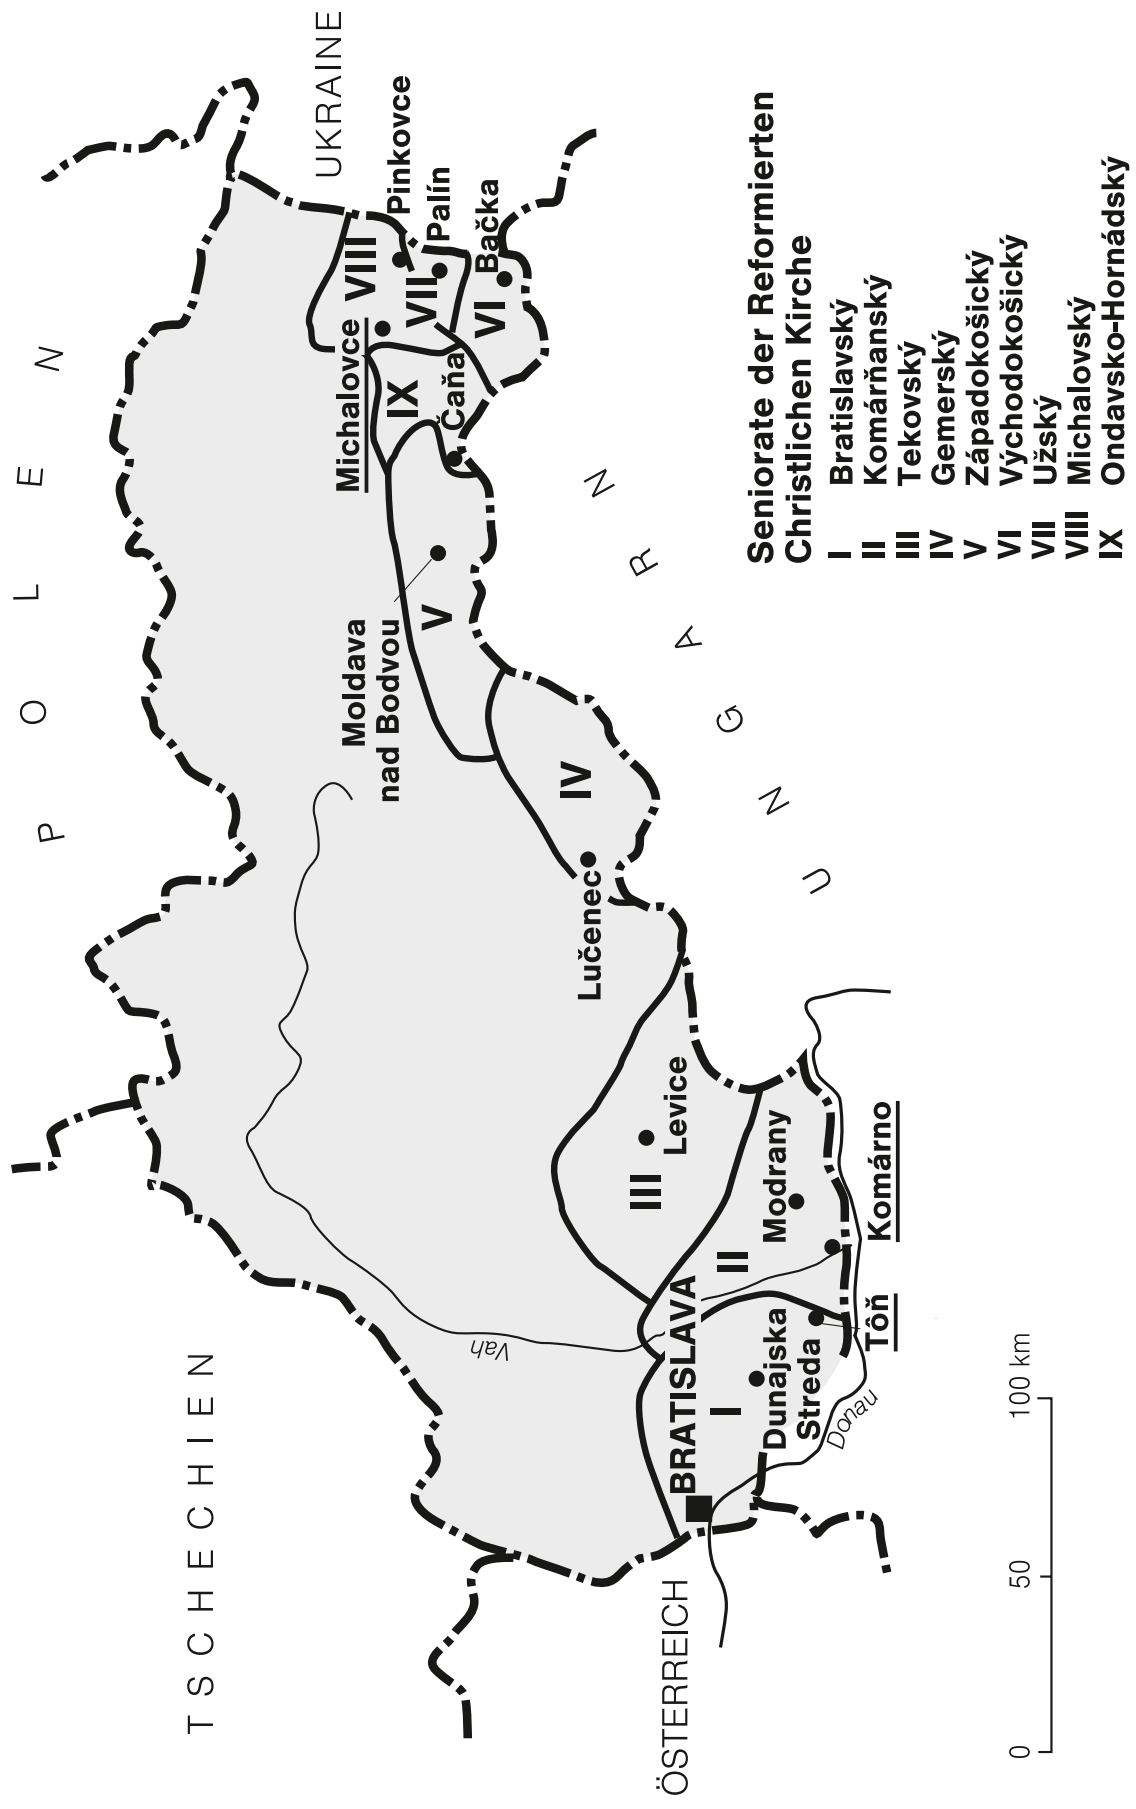 POLEN
TSCHECHIEN
UKRAINE
ÖSTERREICH
UNGARN
Pinkovce
Palín
Bačka
VIII
VII
VI
Michalovce
IX
Čaňa
Moldava
nad Bodvou
V
IV
Lučenec
Levice
III
Modrany
II
Komárno
BRATISLAVA
I
Dunajska
Streda
Tôň
Vah
Donau
0 50 100 km
Seniorate der Reformierten
Christlichen Kirche
I Bratislavský
II Komárňanský
III Tekovský
IV Gemerský
V Západokošický
VI Východokošický
VII Užský
VIII Michalovský
IX Ondavsko-Hornádský